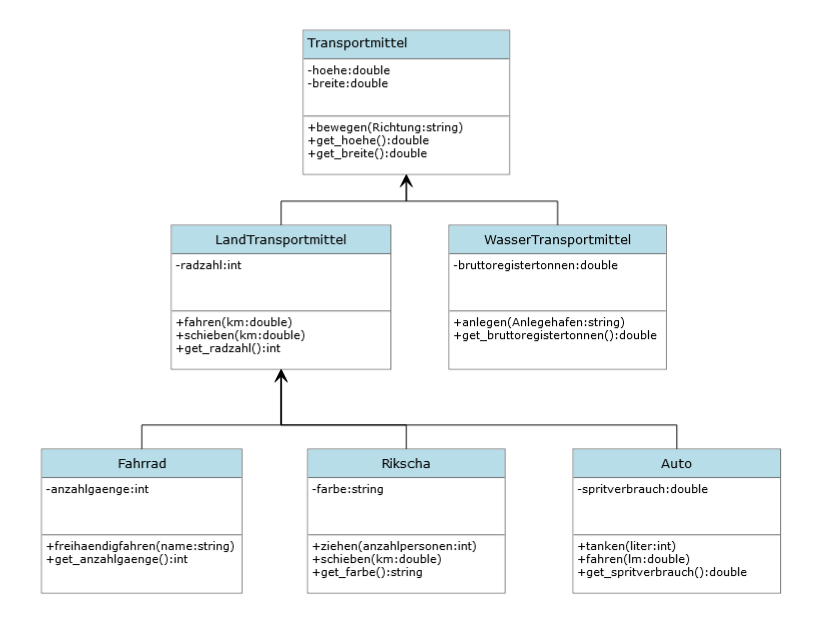 Transportmittel
-hoehe:double
-breite:double
+bewegen(Richtung:string)
+get_hoehe():double
+get_breite():double
LandTransportmittel
-radzahl:int
+fahren(km:double)
+schieben(km:double)
+get_radzahl():int
WasserTransportmittel
-bruttoregistertonnen:double
+anlegen(Anlegehafen:string)
+get_bruttoregistertonnen():double
Fahrrad
-anzahlgaenge:int
+freihaendigfahren(name:string)
+get_anzahlgaenge():int
Rikscha
-farbe:string
+ziehen(anzahlpersonen:int)
+schieben(km:double)
+get_farbe():string
Auto
-spritverbrauch:double
+tanken(liter:int)
+fahren(lm:double)
+get_spritverbrauch():double